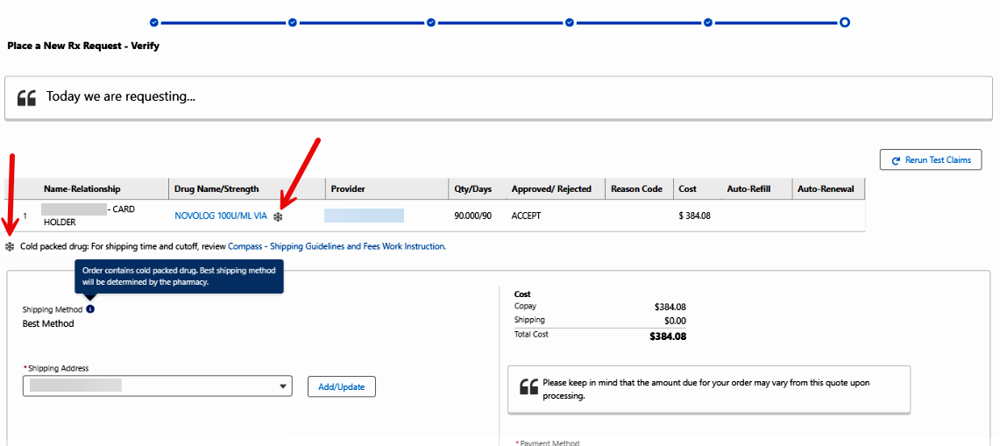 Place a New Rx Request - Verify
Today we are requesting...
Rerun Test Claims
Name-Relationship Drug Name/Strength Provider Qty/Days Approved/ Rejected Reason Code Cost Auto-Refill Auto-Renewal
1 - CARD HOLDER NOVOLOG 100U/ML VIA 90.000/90 ACCEPT $ 384.08
Cold packed drug: For shipping time and cutoff, review Compass - Shipping Guidelines and Fees Work Instruction.
Order contains cold packed drug. Best shipping method
will be determined by the pharmacy.
Shipping Method
Best Method
*Shipping Address
Add/Update
Cost
Copay $384.08
Shipping $0.00
Total Cost $384.08
Please keep in mind that the amount due for your order may vary from this quote upon
processing.
*Payment Method